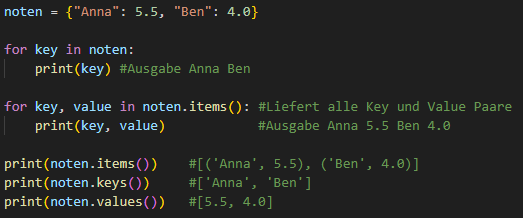 noten = {"Anna": 5.5, "Ben": 4.0}
for key in noten:
    print(key) #Ausgabe Anna Ben
for key, value in noten.items(): #Liefert alle Key und Value Paare
    print(key, value)            #Ausgabe Anna 5.5 Ben 4.0
print(noten.items())    #[('Anna', 5.5), ('Ben', 4.0)]
print(noten.keys())     #['Anna', 'Ben']
print(noten.values())   #[5.5, 4.0]